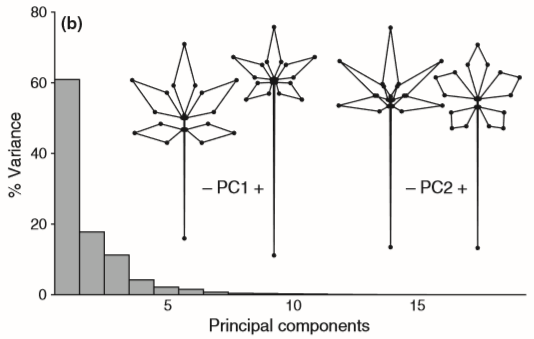 (b)
80
60
40
20
0
% Variance
– PC1 +
– PC2 +
5
10
15
Principal components